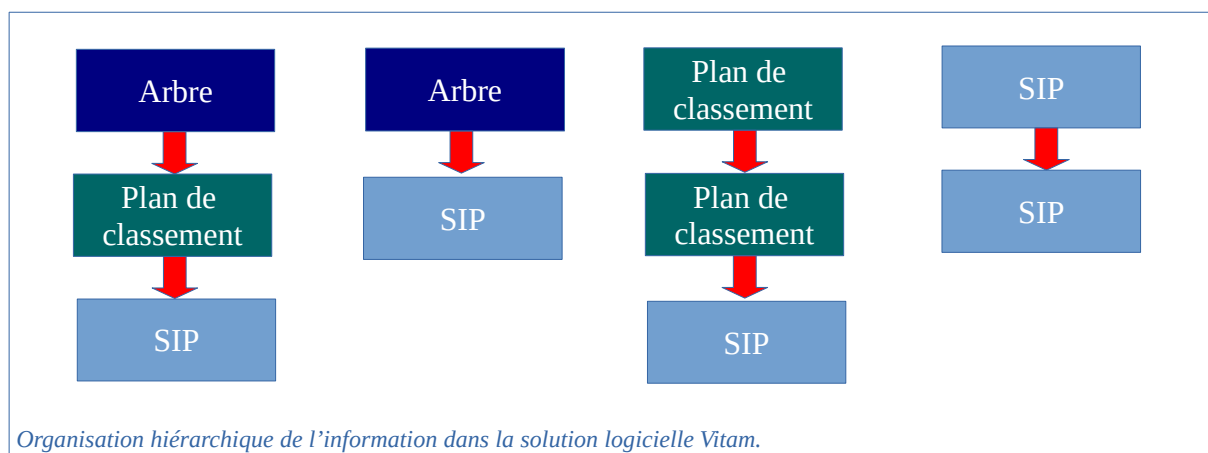 Arbre
Plan de
classement
SIP
Arbre
SIP
Plan de
classement
Plan de
classement
SIP
SIP
SIP
Organisation hiérarchique de l’information dans la solution logicielle Vitam.